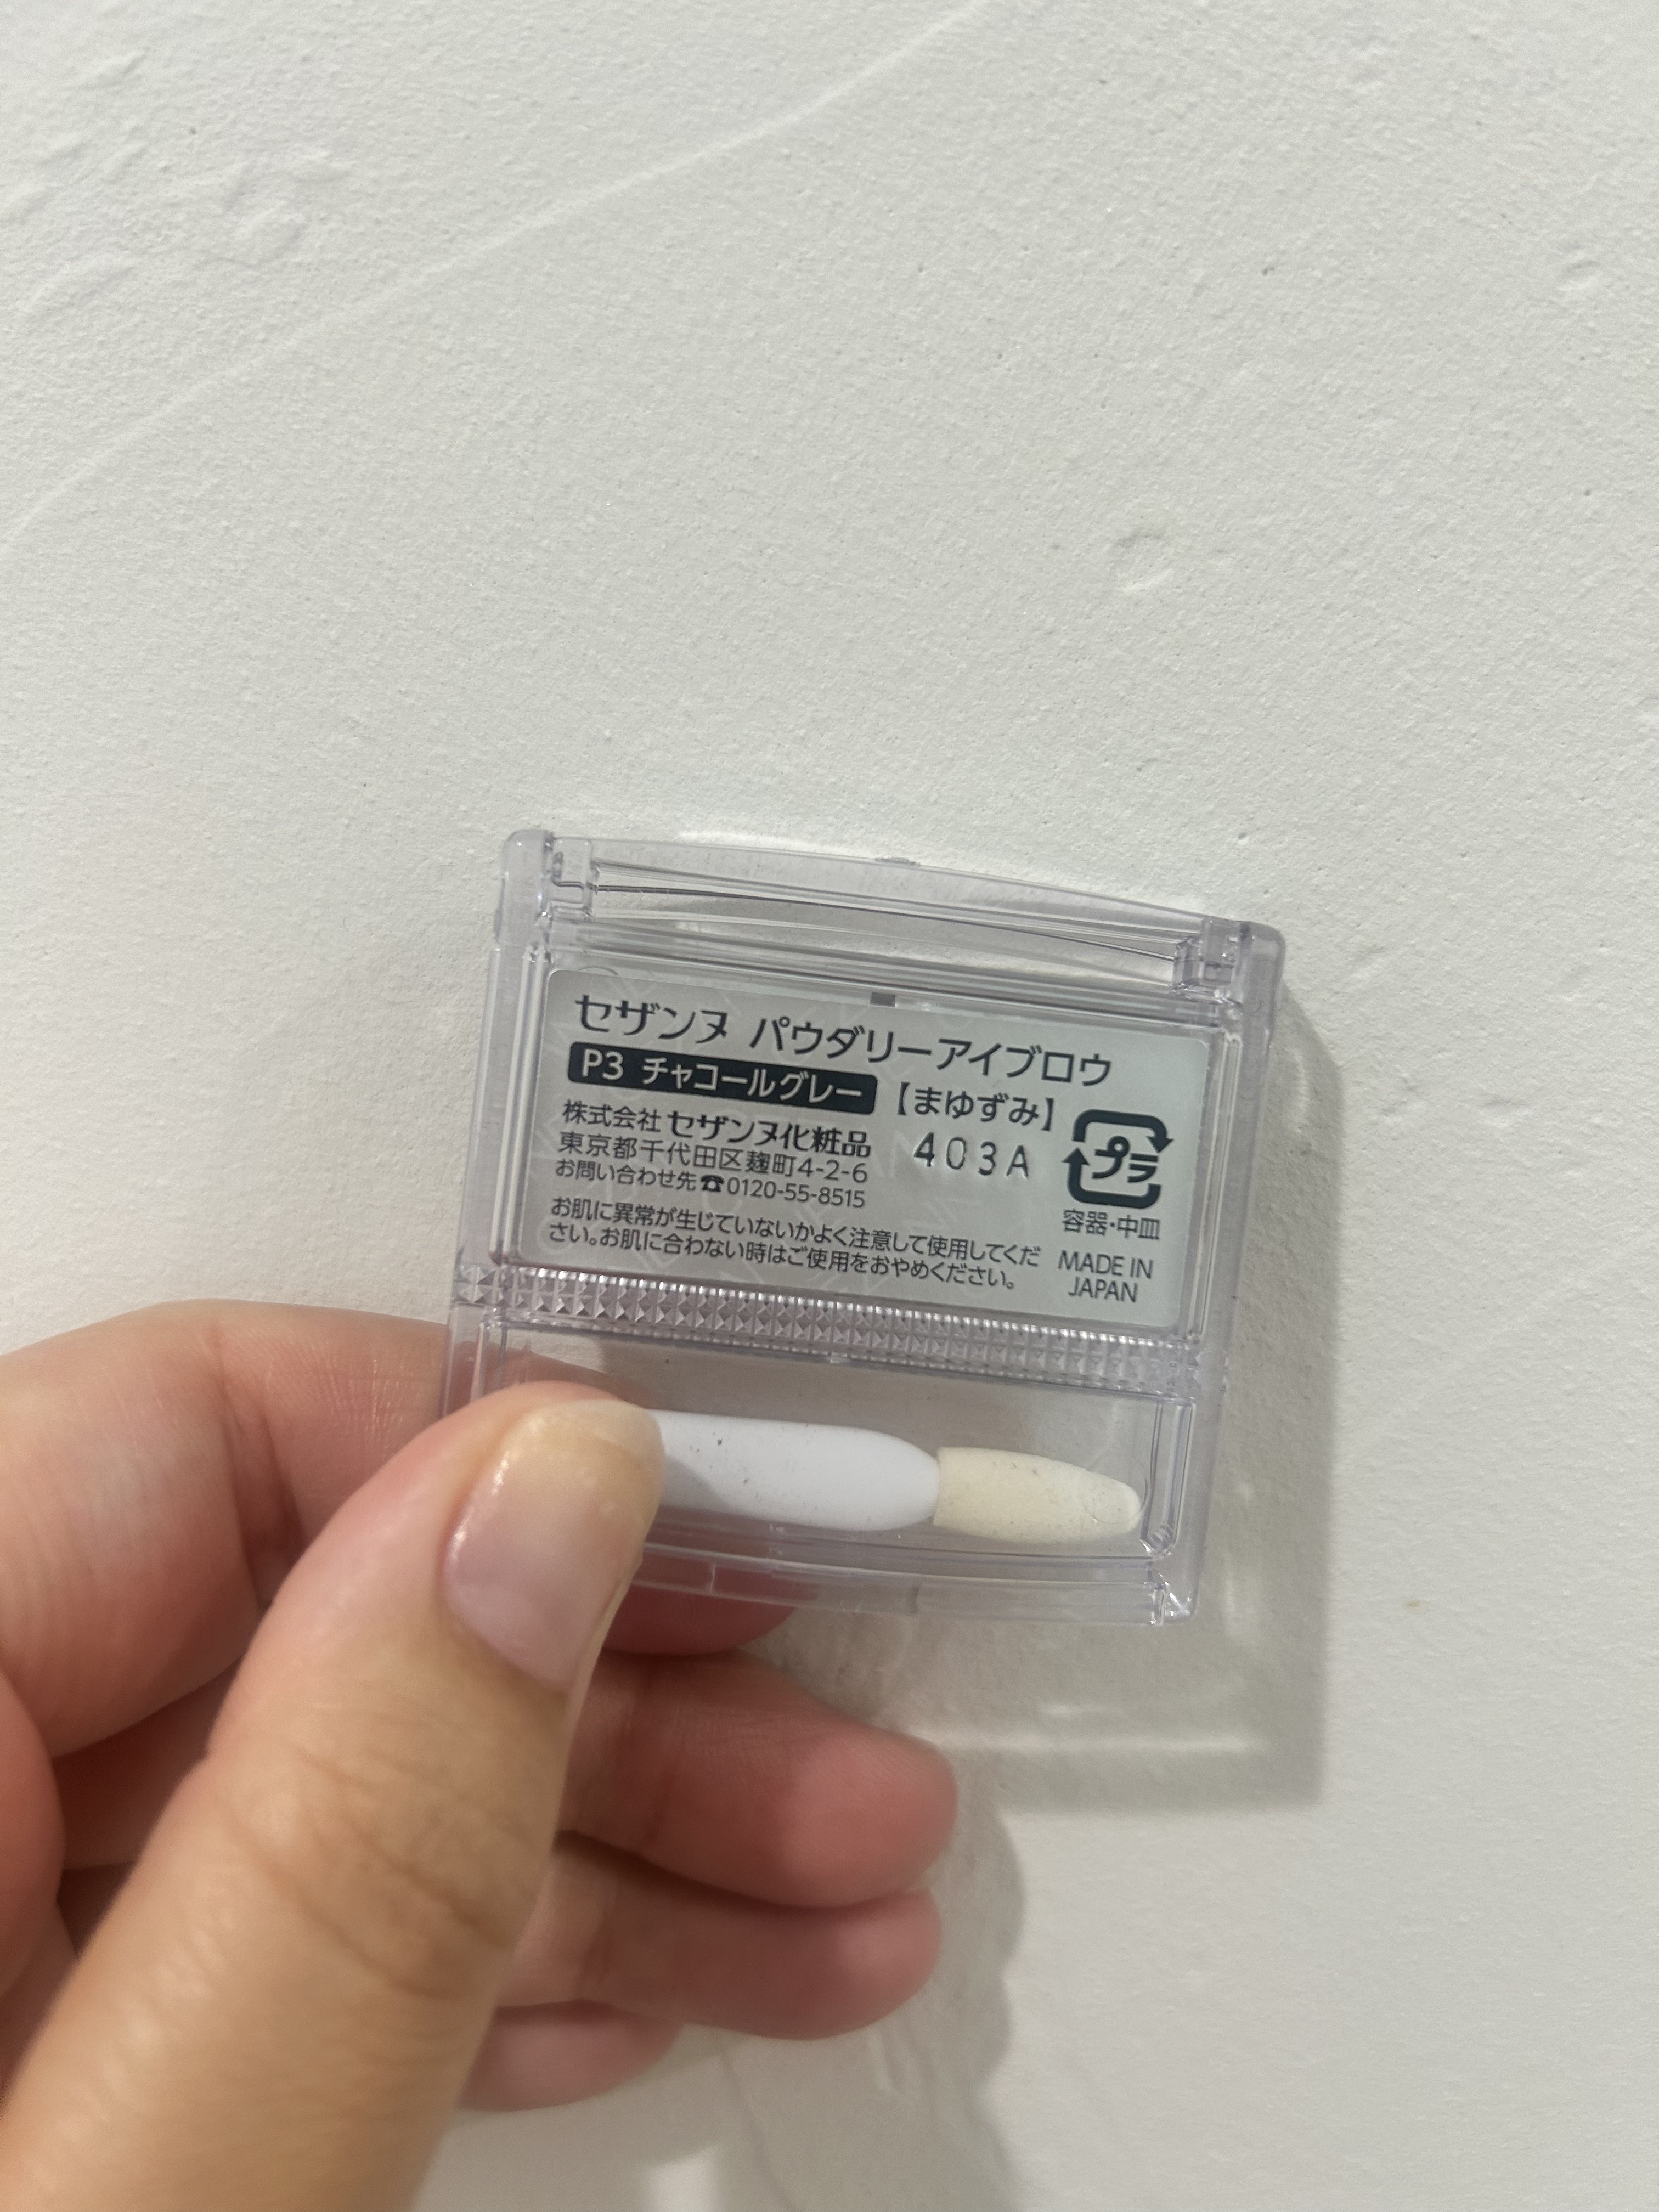 セザンヌ パウダリーアイブロウ
P3 チャコールグレー 【まゆずみ】
株式会社 セザンヌ化粧品
東京都千代田区麹町4-2-6
お問い合わせ先☎0120-55-8515
403A
プラ
容器・中皿
お肌に異常が生じていないかよく注意して使用してくだ
さい。お肌に合わない時はご使用をおやめください。
MADE IN
JAPAN